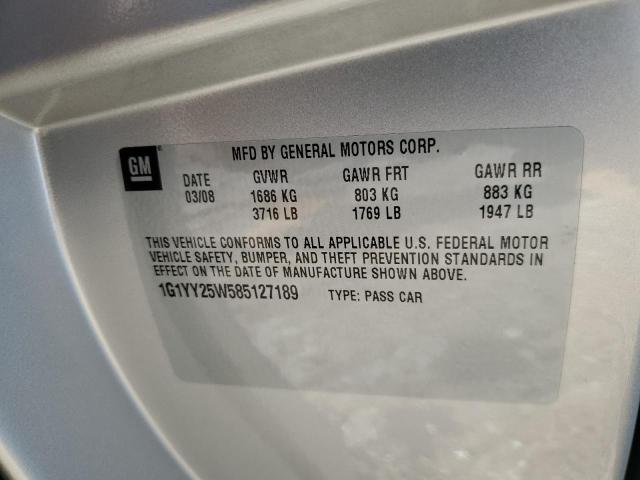 GM
MFD BY GENERAL MOTORS CORP.
DATE GVWR GAWR FRT GAWR RR
03/08 1686 KG 803 KG 883 KG
3716 LB 1769 LB 1947 LB
THIS VEHICLE CONFORMS TO ALL APPLICABLE U.S. FEDERAL MOTOR
VEHICLE SAFETY, BUMPER, AND THEFT PREVENTION STANDARDS IN
EFFECT ON THE DATE OF MANUFACTURE SHOWN ABOVE.
1G1YY25W585127189 TYPE: PASS CAR